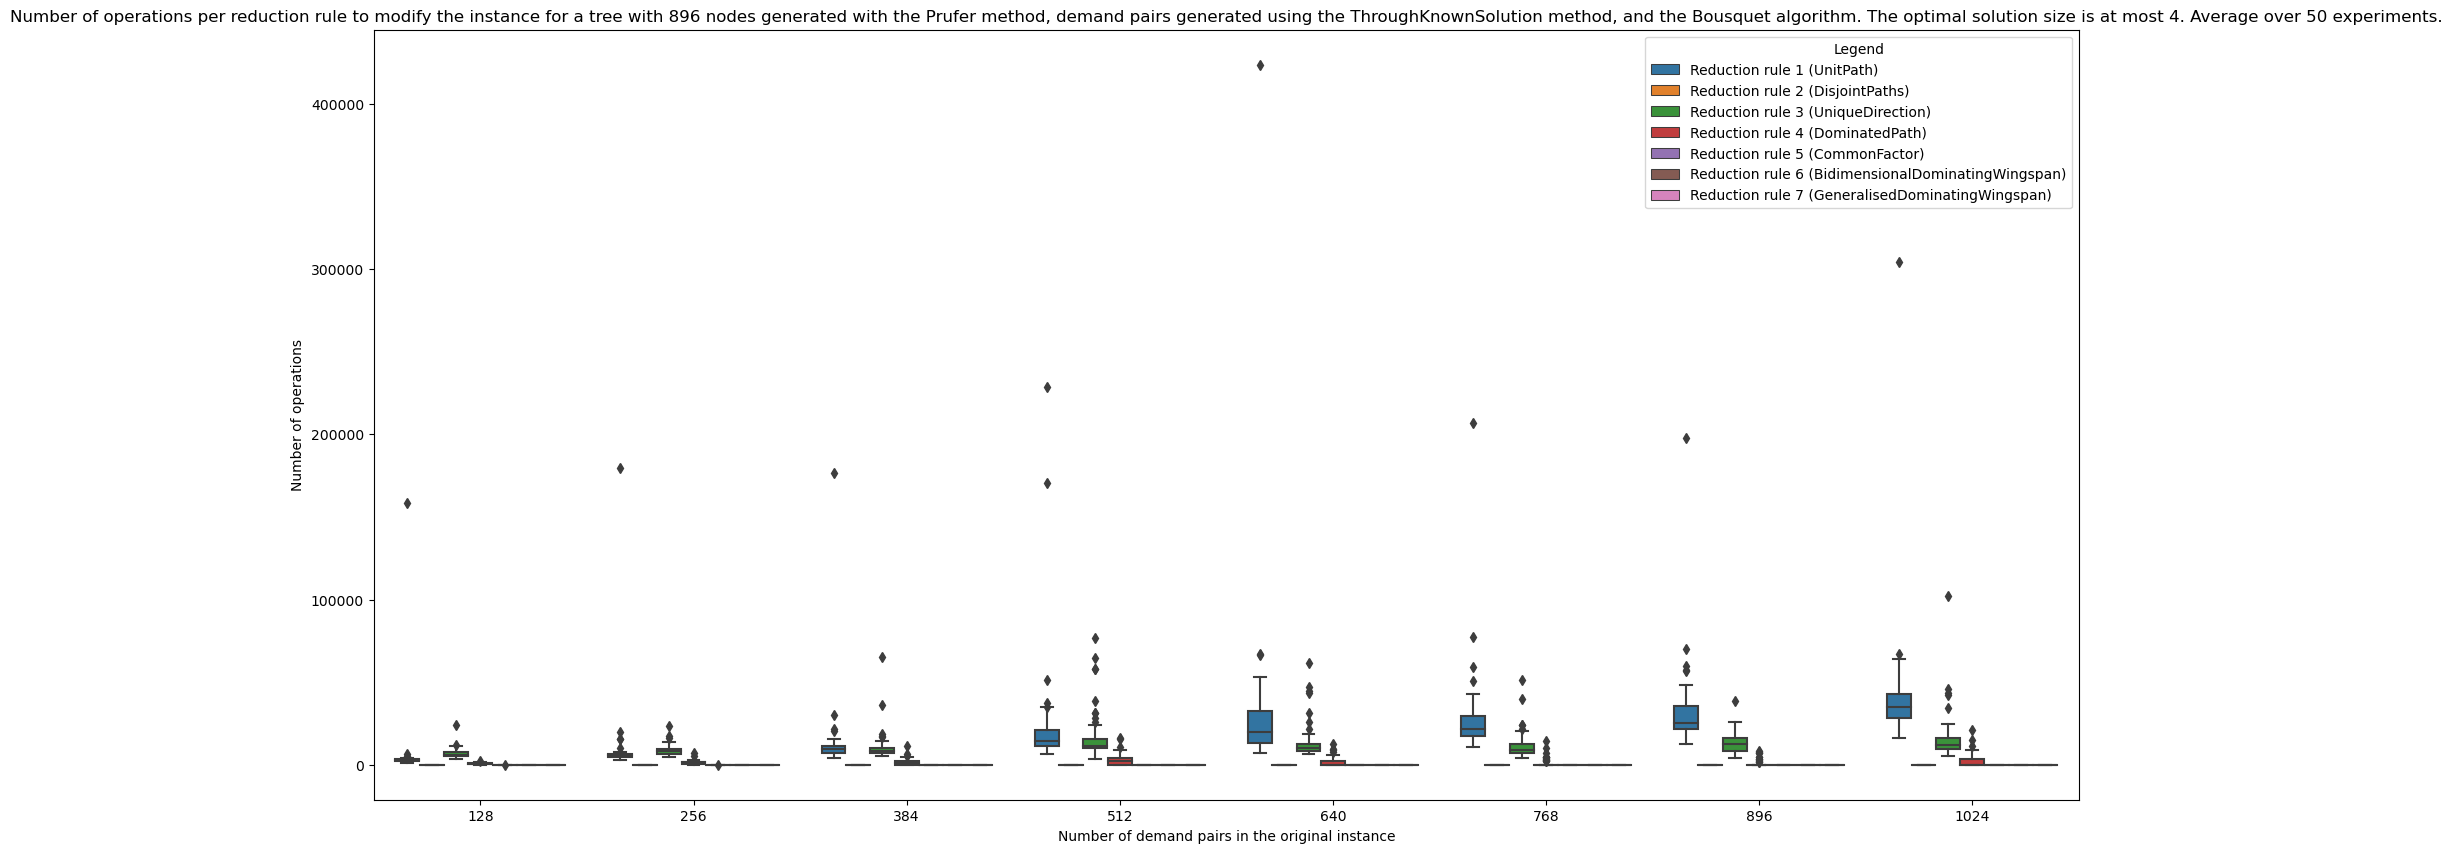 Number of operations per reduction rule to modify the instance for a tree with 896 nodes generated with the Prufer method, demand pairs generated using the ThroughKnownSolution method, and the Bousquet algorithm. The optimal solution size is at most 4. Average over 50 experiments.
Legend
Reduction rule 1 (UnitPath)
Reduction rule 2 (DisjointPaths)
Reduction rule 3 (UniqueDirection)
Reduction rule 4 (DominatedPath)
Reduction rule 5 (CommonFactor)
Reduction rule 6 (BidimensionalDominatingWingspan)
Reduction rule 7 (GeneralisedDominatingWingspan)
Number of operations
400000
300000
200000
100000
0
128 256 384 512 640 768 896 1024
Number of demand pairs in the original instance